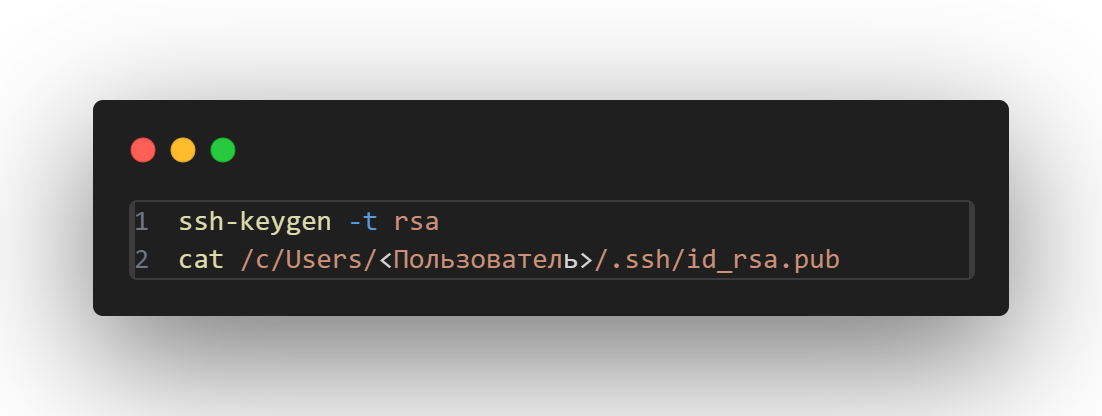 1 ssh-keygen -t rsa
2 cat /c/Users/<Пользователь>/.ssh/id_rsa.pub